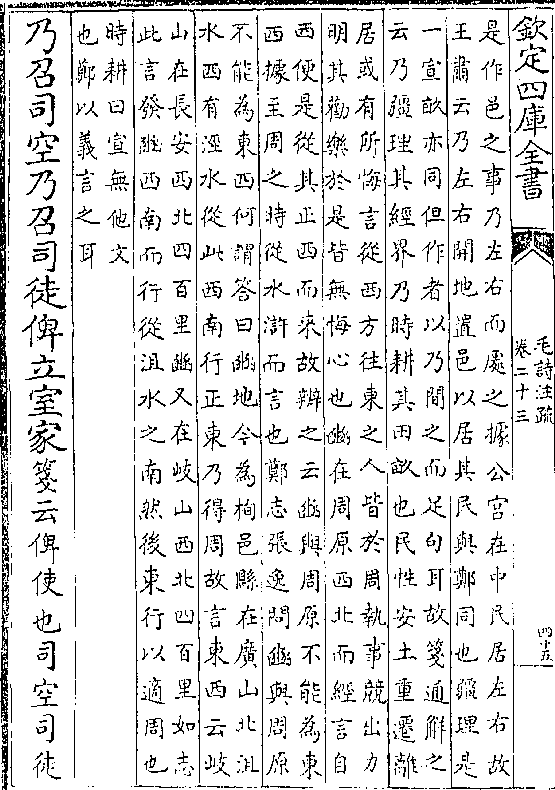 欽定四庫全書
毛詩注疏
卷二十三
四十五
是作邑之事乃左右而處之據公宫在中民居左右故
王肅云乃左右開地置邑以居其民與鄭同也疆理是
一宣畝亦同但作者以乃間之而足句耳故箋通解之
云乃疆理其經界乃時耕其田畝也民性安土重遷離
居或有所悔言從西方往東之人皆於周執事競出力
明其勸樂於是皆無悔心也豳在周原西北而經言自
西便是從其正西而來故辨之云豳與周原不能為東
西據至周之時從水滸而言也鄭志張逸問豳與周原
不能為東西何謂答曰豳地今為栒邑縣在廣山北沮
水西有涇水從此西南行正東乃得周故言東西云岐
山在長安西北四百里豳又在岐山西北四百里如志
此言發豳西南而行從沮水之南然後東行以適周也
時耕曰宣無他文
也鄭以義言之耳
乃召司空乃召司徒俾立室家箋云俾使也司空司徒